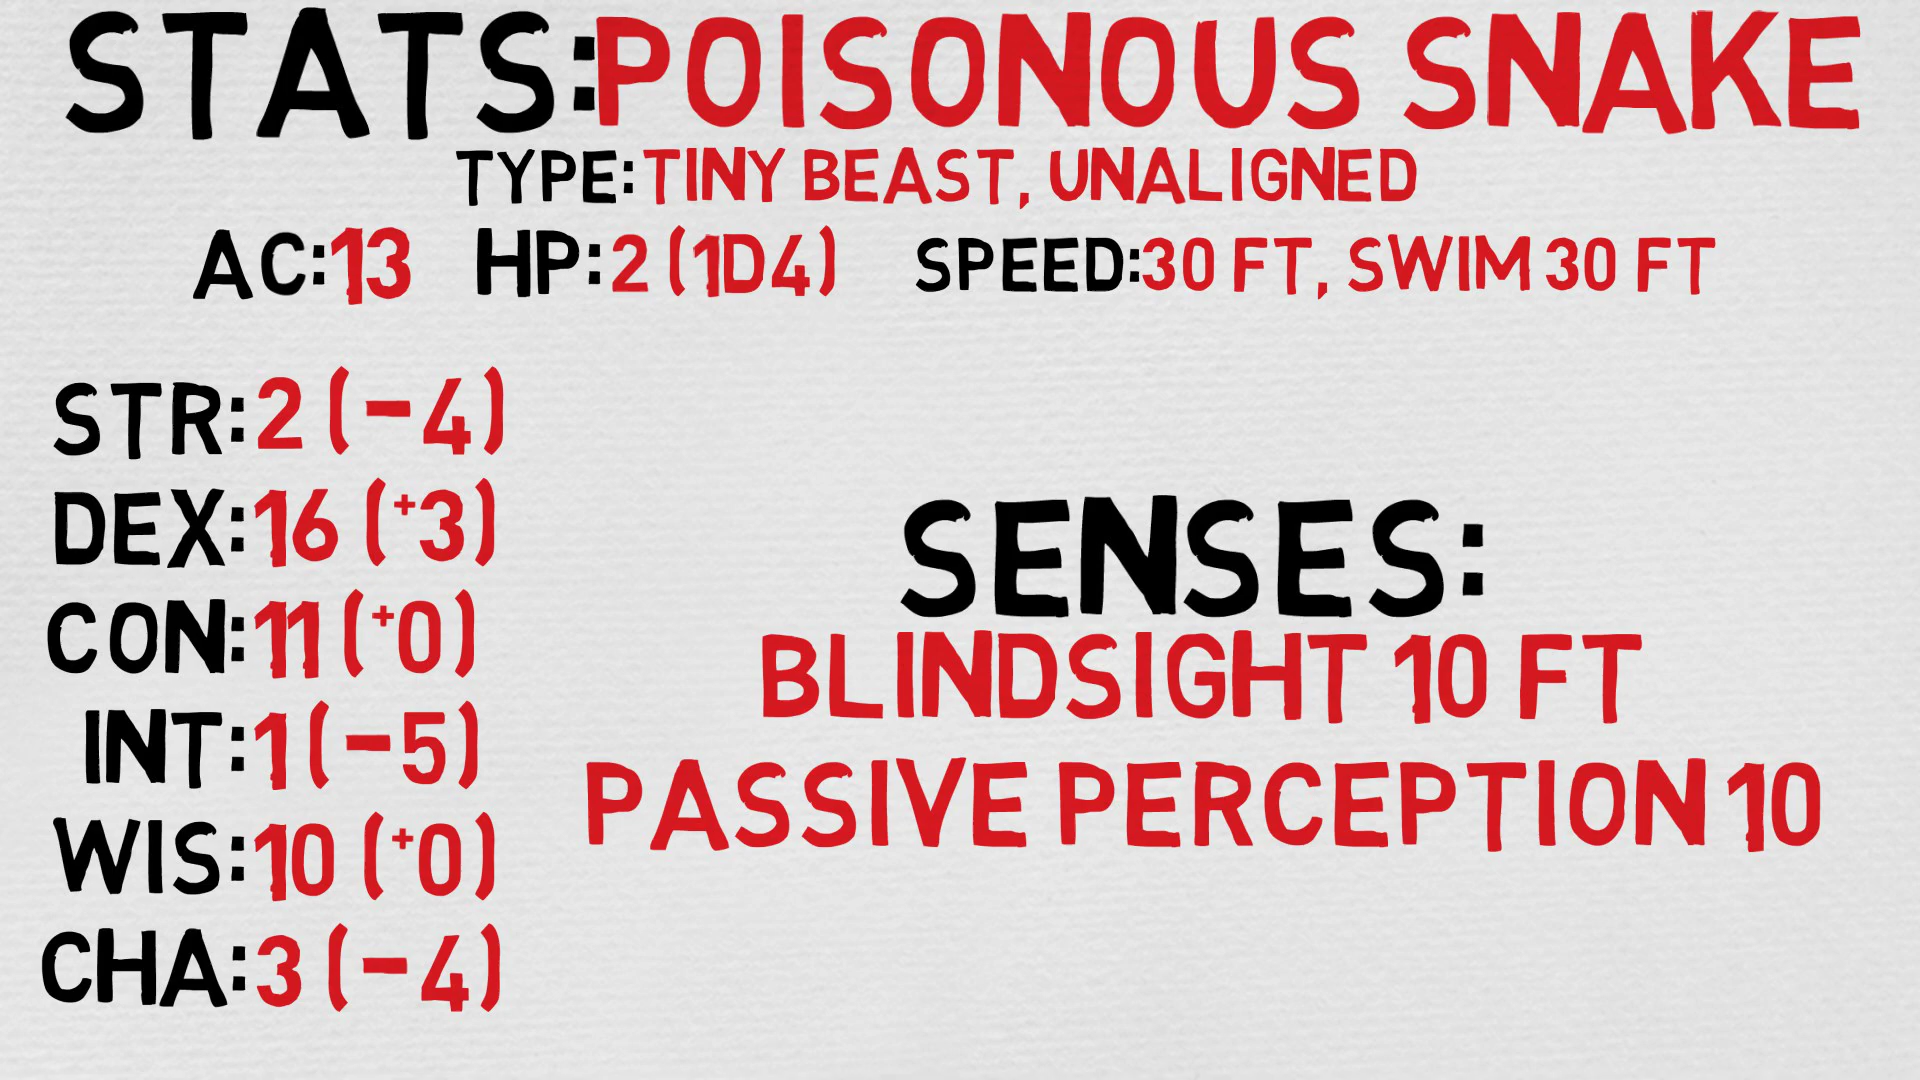 STATS:POISONOUS SNAKE
TYPE:TINY BEAST, UNALIGNED
AC:13 HP:2 (1D4) SPEED:30 FT, SWIM 30 FT
STR:2 (-4)
DEX:16 (+3)
CON:11 (+0)
INT:1 (-5)
WIS:10 (+0)
CHA:3 (-4)
SENSES:
BLINDSIGHT 10 FT
PASSIVE PERCEPTION 10